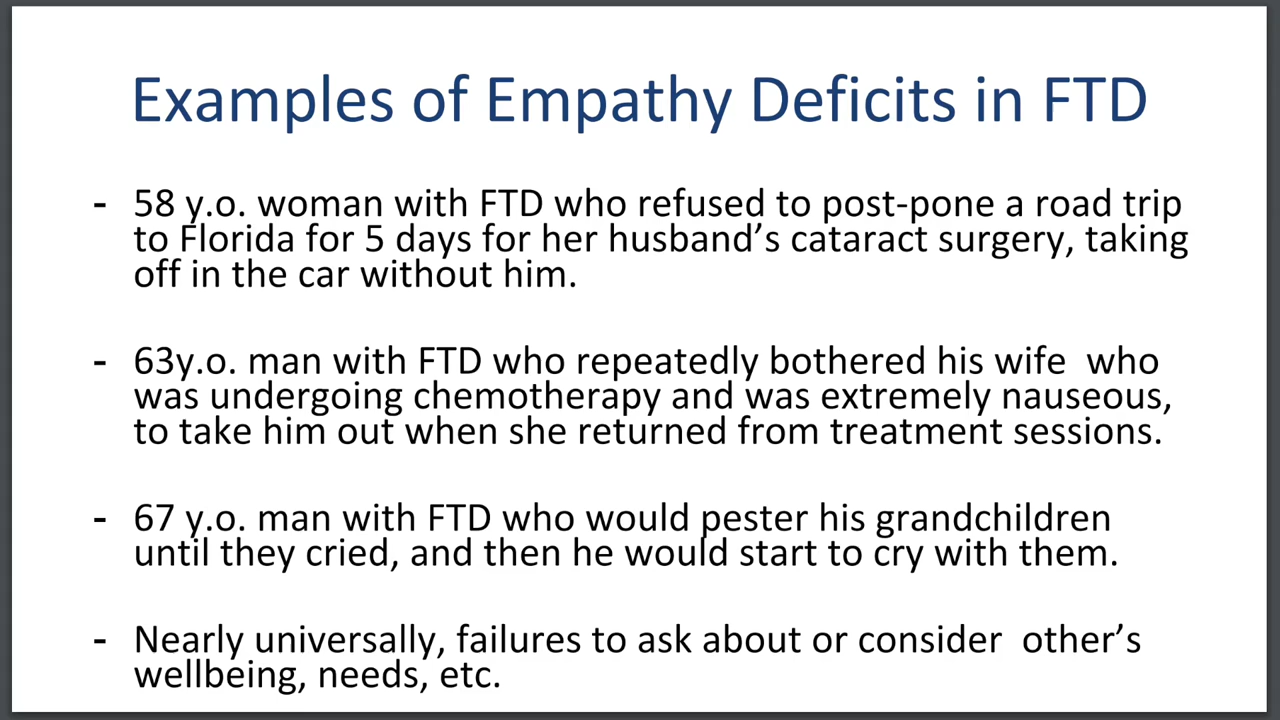 Examples of Empathy Deficits in FTD
- 58 y.o. woman with FTD who refused to post-pone a road trip
to Florida for 5 days for her husband’s cataract surgery, taking
off in the car without him.
- 63y.o. man with FTD who repeatedly bothered his wife  who
was undergoing chemotherapy and was extremely nauseous,
to take him out when she returned from treatment sessions.
- 67 y.o. man with FTD who would pester his grandchildren
until they cried, and then he would start to cry with them.
- Nearly universally, failures to ask about or consider  other’s
wellbeing, needs, etc.